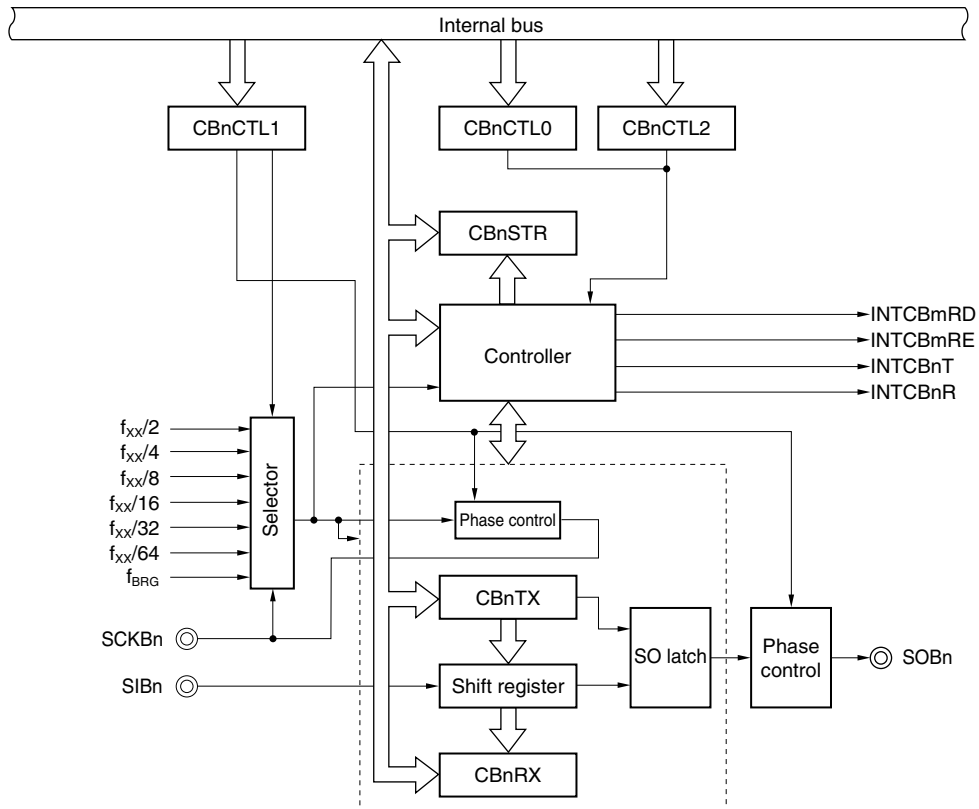 Internal bus
CBnCTL1
CBnCTL0
CBnCTL2
CBnSTR
Controller
INTCBmRD
INTCBmRE
INTCBnT
INTCBnR
fXX/2
fXX/4
fXX/8
fXX/16
fXX/32
fXX/64
fBRG
Selector
Phase control
SCKBn
SIBn
CBnTX
Shift register
CBnRX
SO latch
Phase
control
SOBn